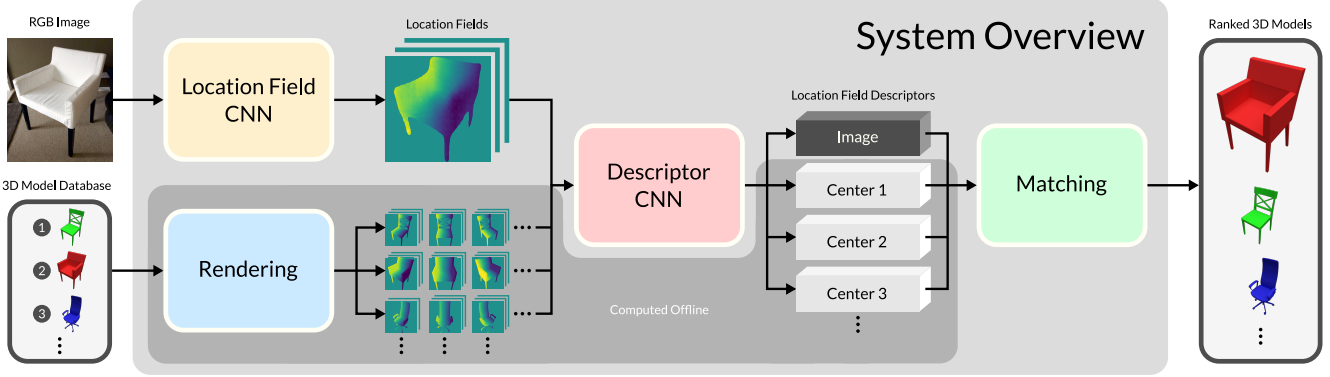 System Overview
RGB Image
Location Field
CNN
Location Fields
3D Model Database
1
2
3
Rendering
Computed Offline
Descriptor
CNN
Location Field Descriptors
Image
Center 1
Center 2
Center 3
Matching
Ranked 3D Models